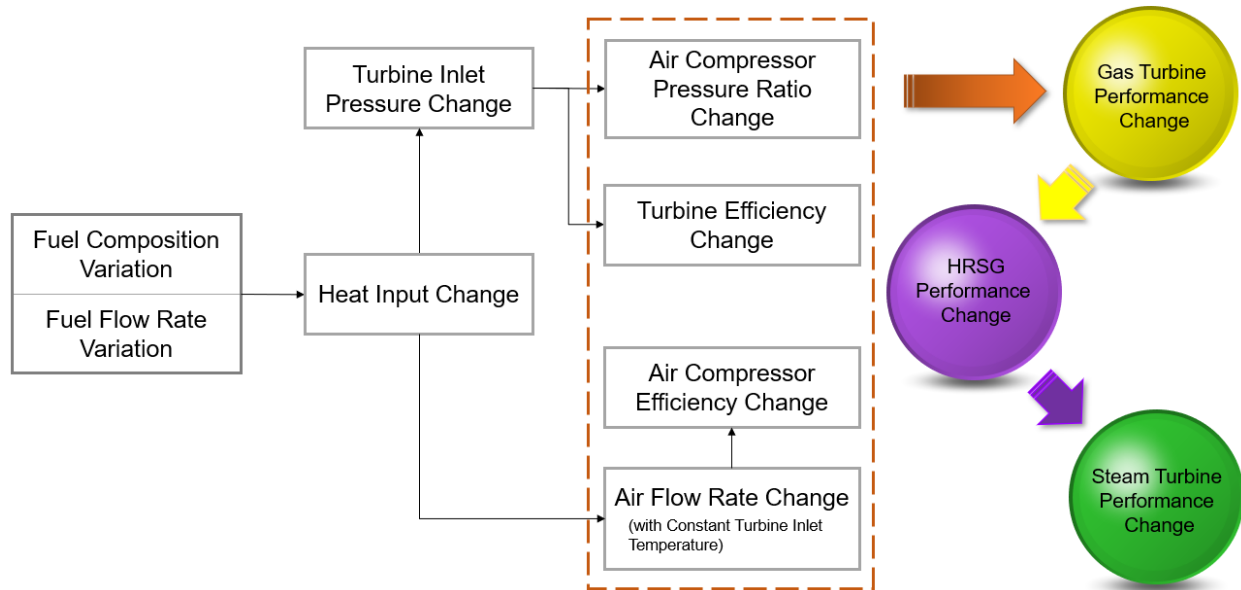 Fuel Composition
Variation
Fuel Flow Rate
Variation
Heat Input Change
Turbine Inlet
Pressure Change
Air Compressor
Pressure Ratio
Change
Turbine Efficiency
Change
Air Compressor
Efficiency Change
Air Flow Rate Change
(with Constant Turbine Inlet
Temperature)
Gas Turbine
Performance
Change
HRSG
Performance
Change
Steam Turbine
Performance
Change